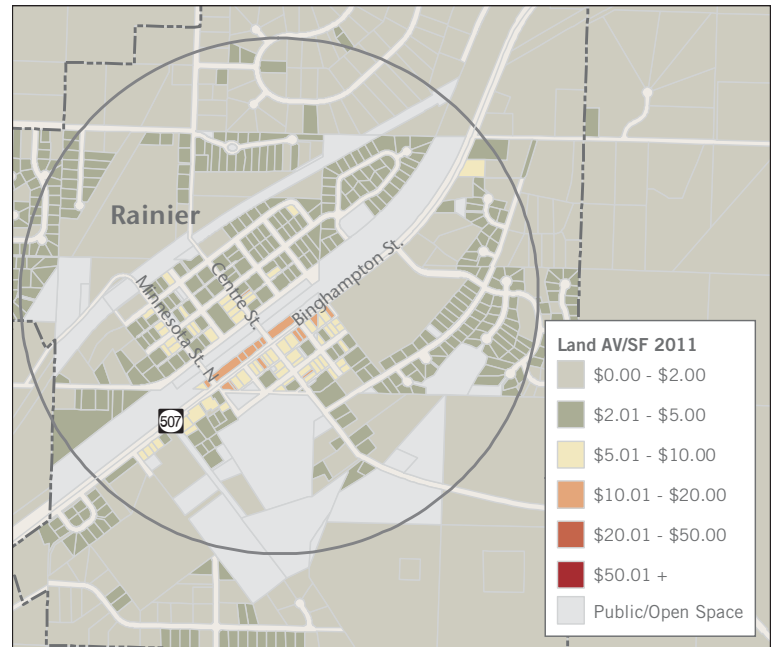 Rainier
Centre St.
Binghampton St.
Minnesota St. N
507
Land AV/SF 2011
$0.00 - $2.00
$2.01 - $5.00
$5.01 - $10.00
$10.01 - $20.00
$20.01 - $50.00
$50.01 +
Public/Open Space